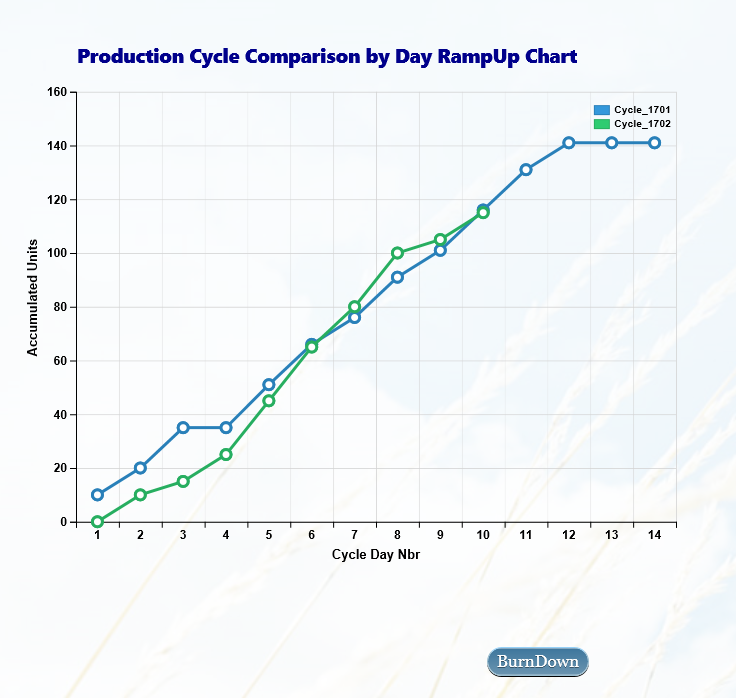 Production Cycle Comparison by Day RampUp Chart
160
Cycle_1701
Cycle_1702
140
120
100
80
60
40
20
0
Accumulated Units
1 2 3 4 5 6 7 8 9 10 11 12 13 14
Cycle Day Nbr
BurnDown